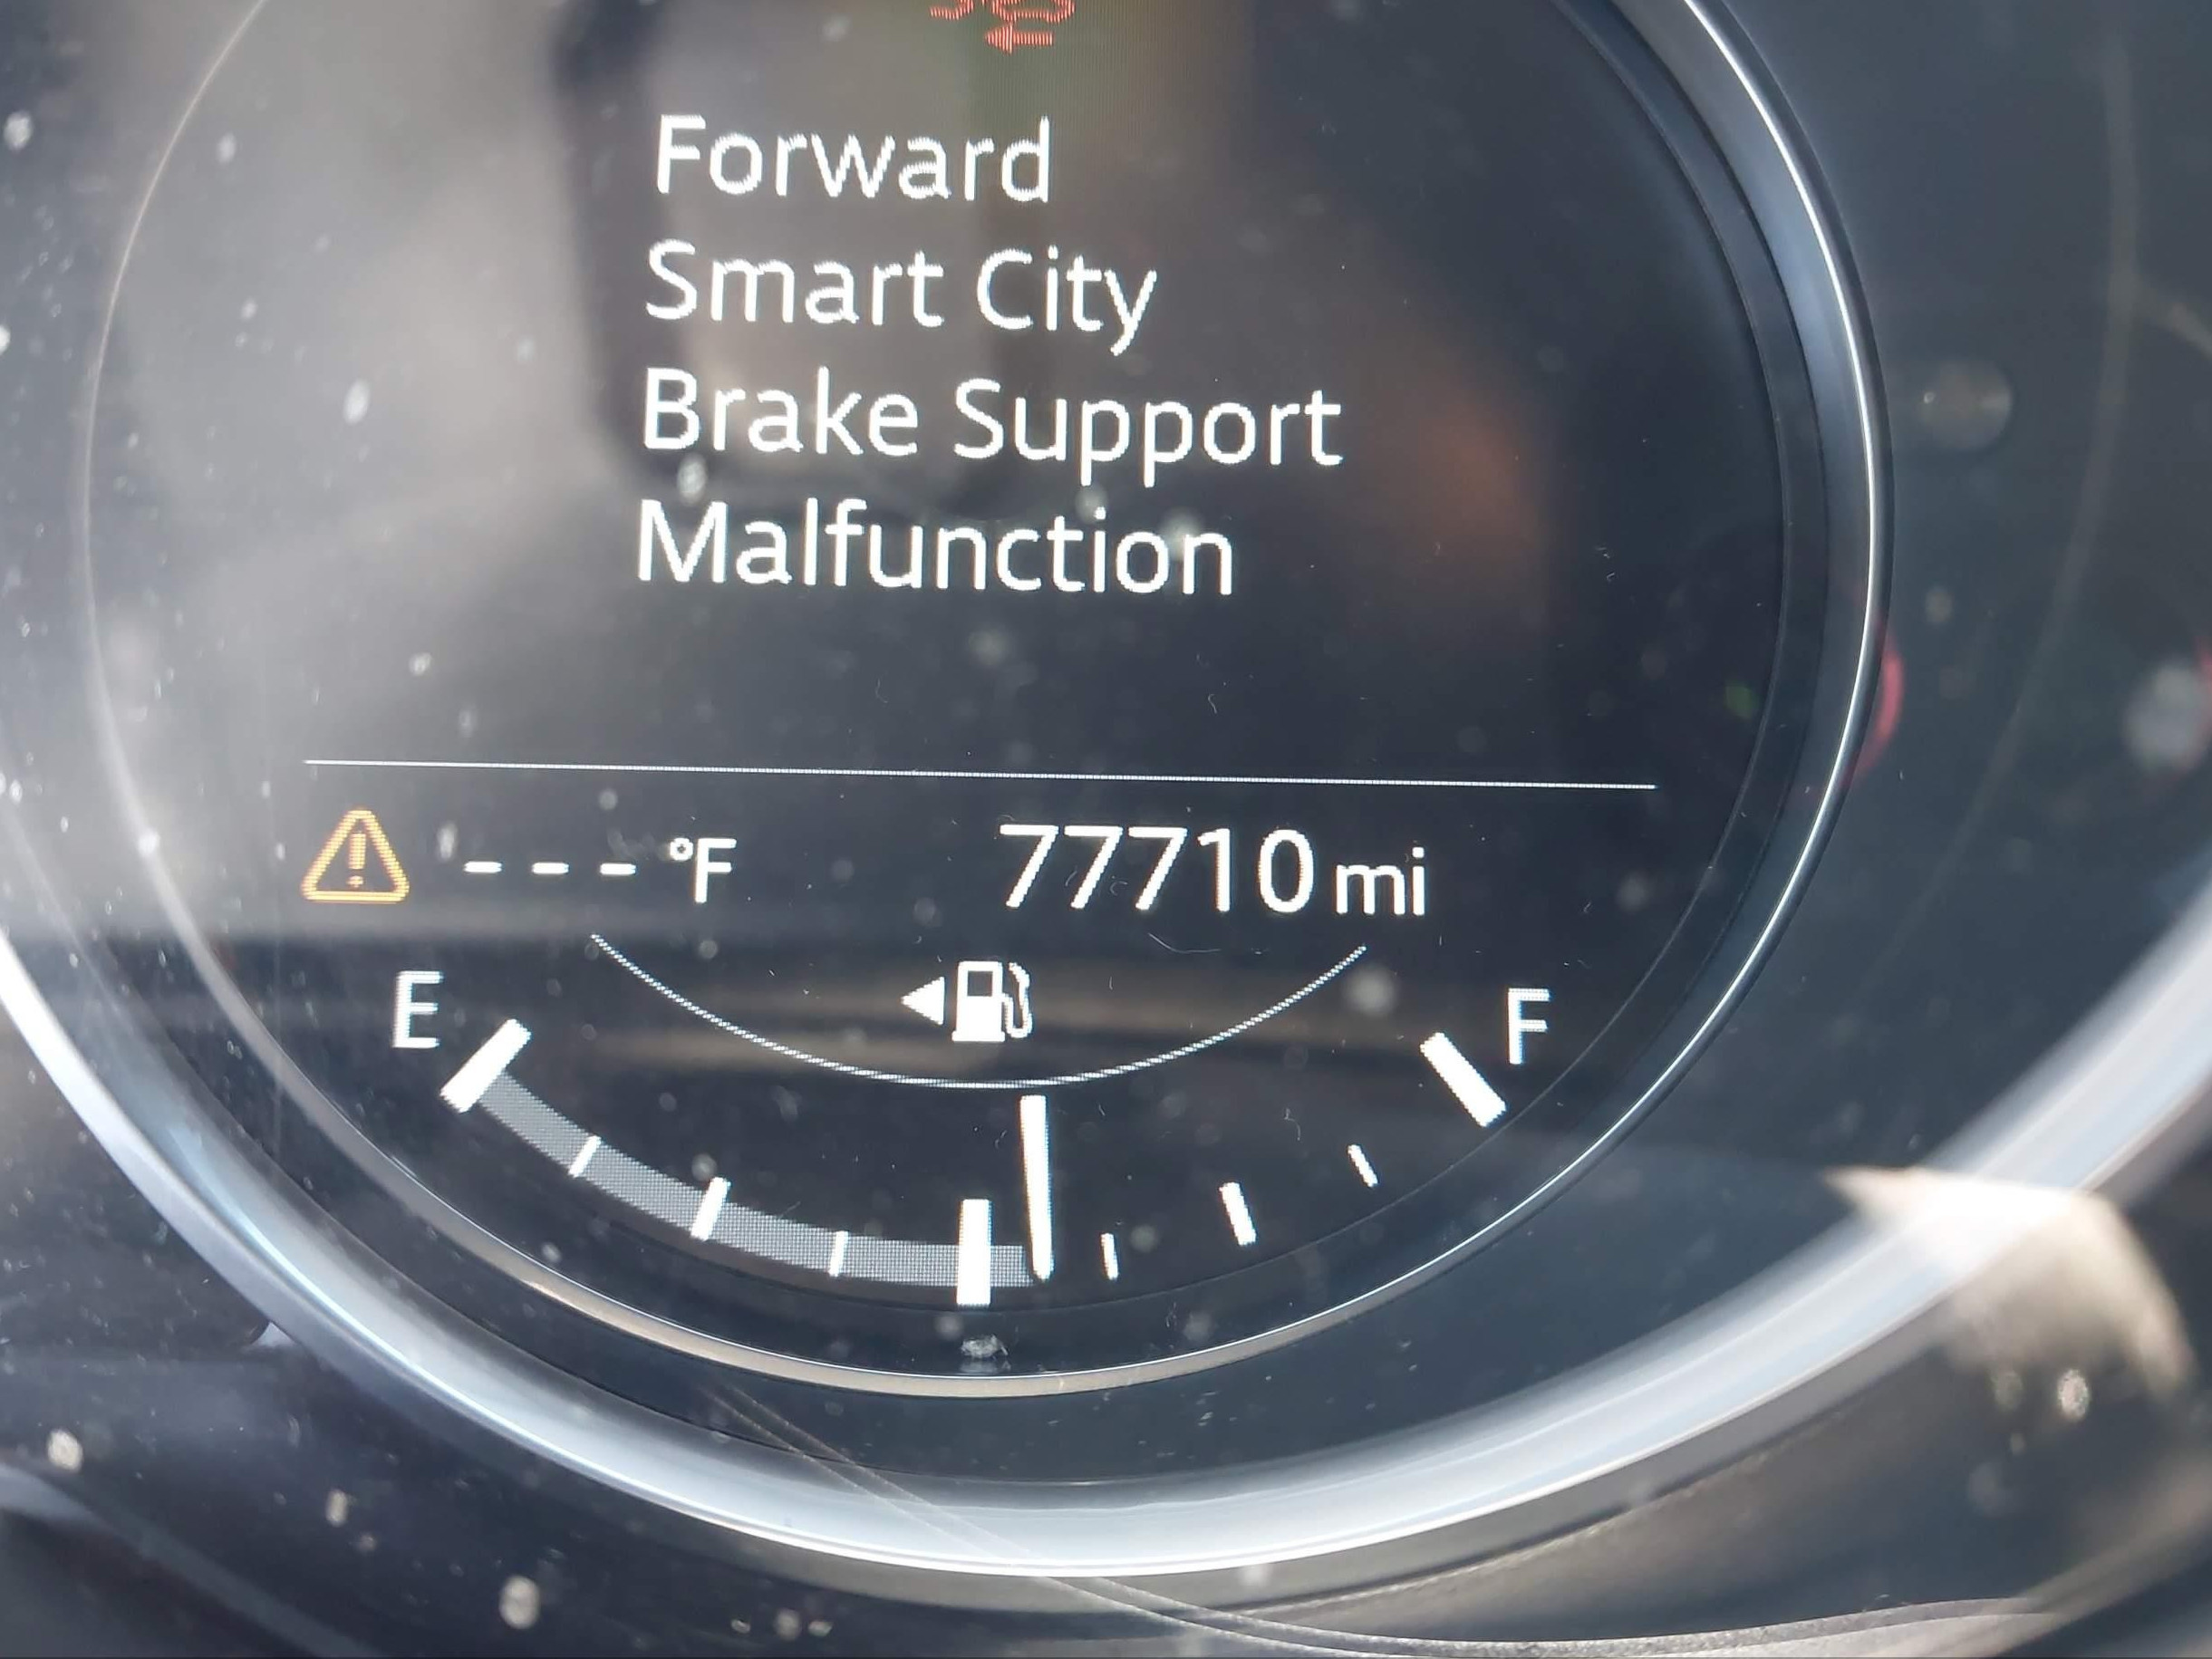 Forward
Smart City
Brake Support
Malfunction
---°F 77710 mi
E F